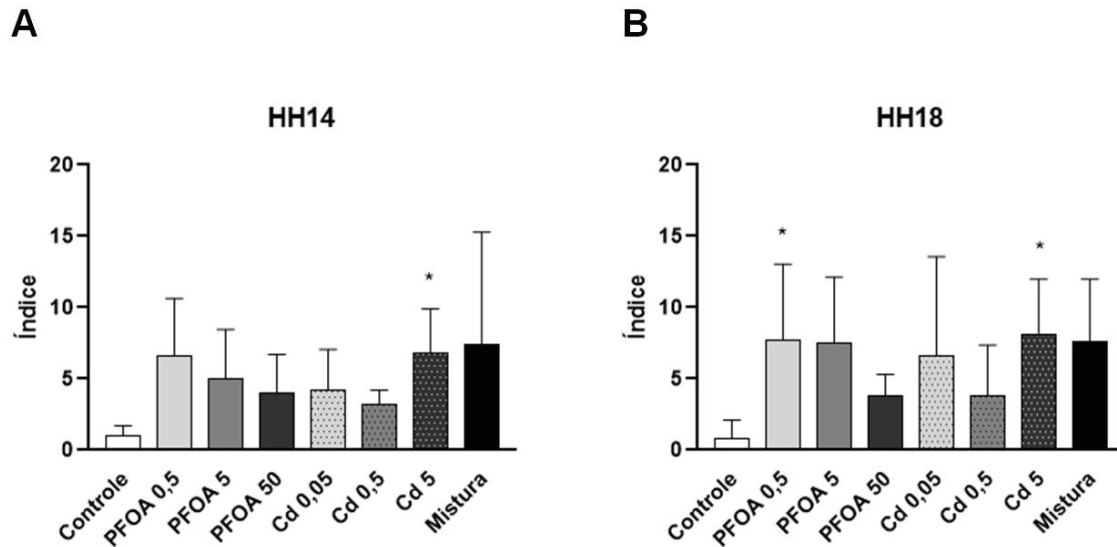 A
HH14
Índice
20
15
10
5
0
*
Controle
PFOA 0,5
PFOA 5
PFOA 50
Cd 0,05
Cd 0,5
Cd 5
Mistura
B
HH18
Índice
20
15
10
5
0
*
*
Controle
PFOA 0,5
PFOA 5
PFOA 50
Cd 0,05
Cd 0,5
Cd 5
Mistura